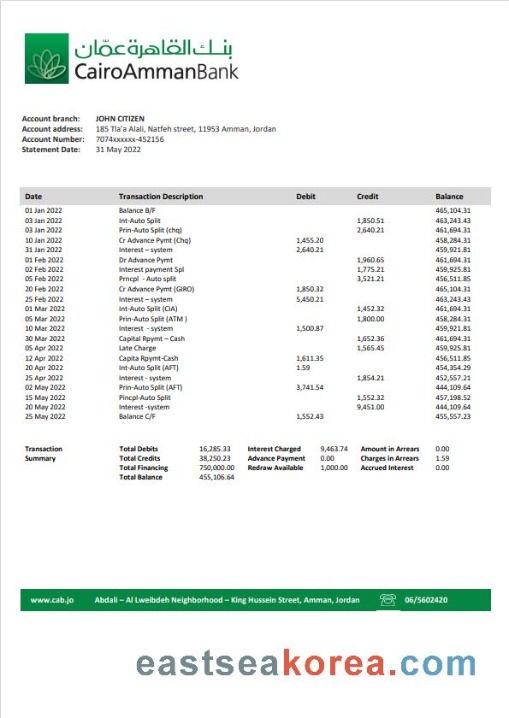 بنك القاهرة عمّان
CairoAmmanBank
Account branch: JOHN CITIZEN
Account address: 185 Tla'a Alali, Natfeh street, 11953 Amman, Jordan
Account Number: 7074xxxxxx-452156
Statement Date: 31 May 2022
Date Transaction Description Debit Credit Balance
01 Jan 2022 Balance B/F 465,104.31
03 Jan 2022 Int-Auto Split 1,850.51 463,243.43
03 Jan 2022 Prin-Auto Split (chq) 2,640.21 461,694.31
10 Jan 2022 Cr Advance Pymt (Chq) 1,455.20 458,284.31
31 Jan 2022 Interest – system 2,640.21 459,921.81
01 Feb 2022 Dr Advance Pymt 1,960.65 461,694.31
02 Feb 2022 Interest payment Spl 1,775.21 459,925.81
05 Feb 2022 Prncpl - Auto split 3,521.21 456,511.85
20 Feb 2022 Cr Advance Pymt (GIRO) 1,850.32 465,104.31
25 Feb 2022 Interest – system 5,450.21 463,243.43
01 Mar 2022 Int-Auto Split (CIA) 1,452.32 461,694.31
05 Mar 2022 Prin-Auto Split (ATM ) 1,800.00 458,284.31
10 Mar 2022 Interest - system 1,500.87 459,921.81
30 Mar 2022 Capital Rpymt – Cash 1,652.36 461,694.31
05 Apr 2022 Late Charge 1,565.45 459,925.81
12 Apr 2022 Capita Rpymt-Cash 1,611.35 456,511.85
20 Apr 2022 Int-Auto Split (AFT) 1.59 454,354.29
25 Apr 2022 Interest - system 1,854.21 452,557.21
02 May 2022 Prin-Auto Split (AFT) 3,741.54 444,109.64
15 May 2022 Pincpl-Auto Split 1,552.32 457,198.52
20 May 2022 Interest -system 9,451.00 444,109.64
25 May 2022 Balance C/F 1,552.43 455,557.23
Transaction Total Debits 16,285.33 Interest Charged 9,463.74 Amount in Arrears 0.00
Summary Total Credits 38,250.23 Advance Payment 0.00 Charges in Arrears 1.59
Total Financing 750,000.00 Redraw Available 1,000.00 Accrued Interest 0.00
Total Balance 455,106.64
www.cab.jo Abdali – Al Lweibdeh Neighborhood – King Hussein Street, Amman, Jordan 06/5602420
eastseakorea.com